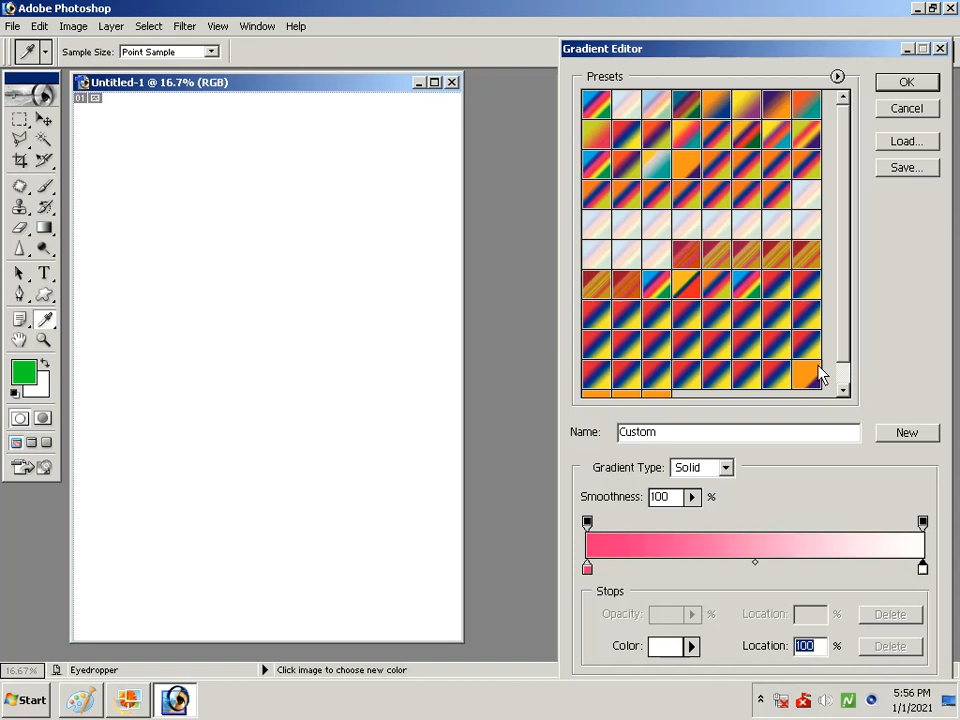 Adobe Photoshop
File Edit Image Layer Select Filter View Window Help
Sample Size: Point Sample
Gradient Editor
Untitled-1 @ 16.7% (RGB)
01
Presets
OK
Cancel
Load...
Save...
T
Name: Custom New
Gradient Type: Solid
Smoothness: 100 %
Stops
Opacity: % Location: % Delete
Color: Location: 100 % Delete
16.67% Eyedropper Click image to choose new color
Start
N
5:56 PM
1/1/2021